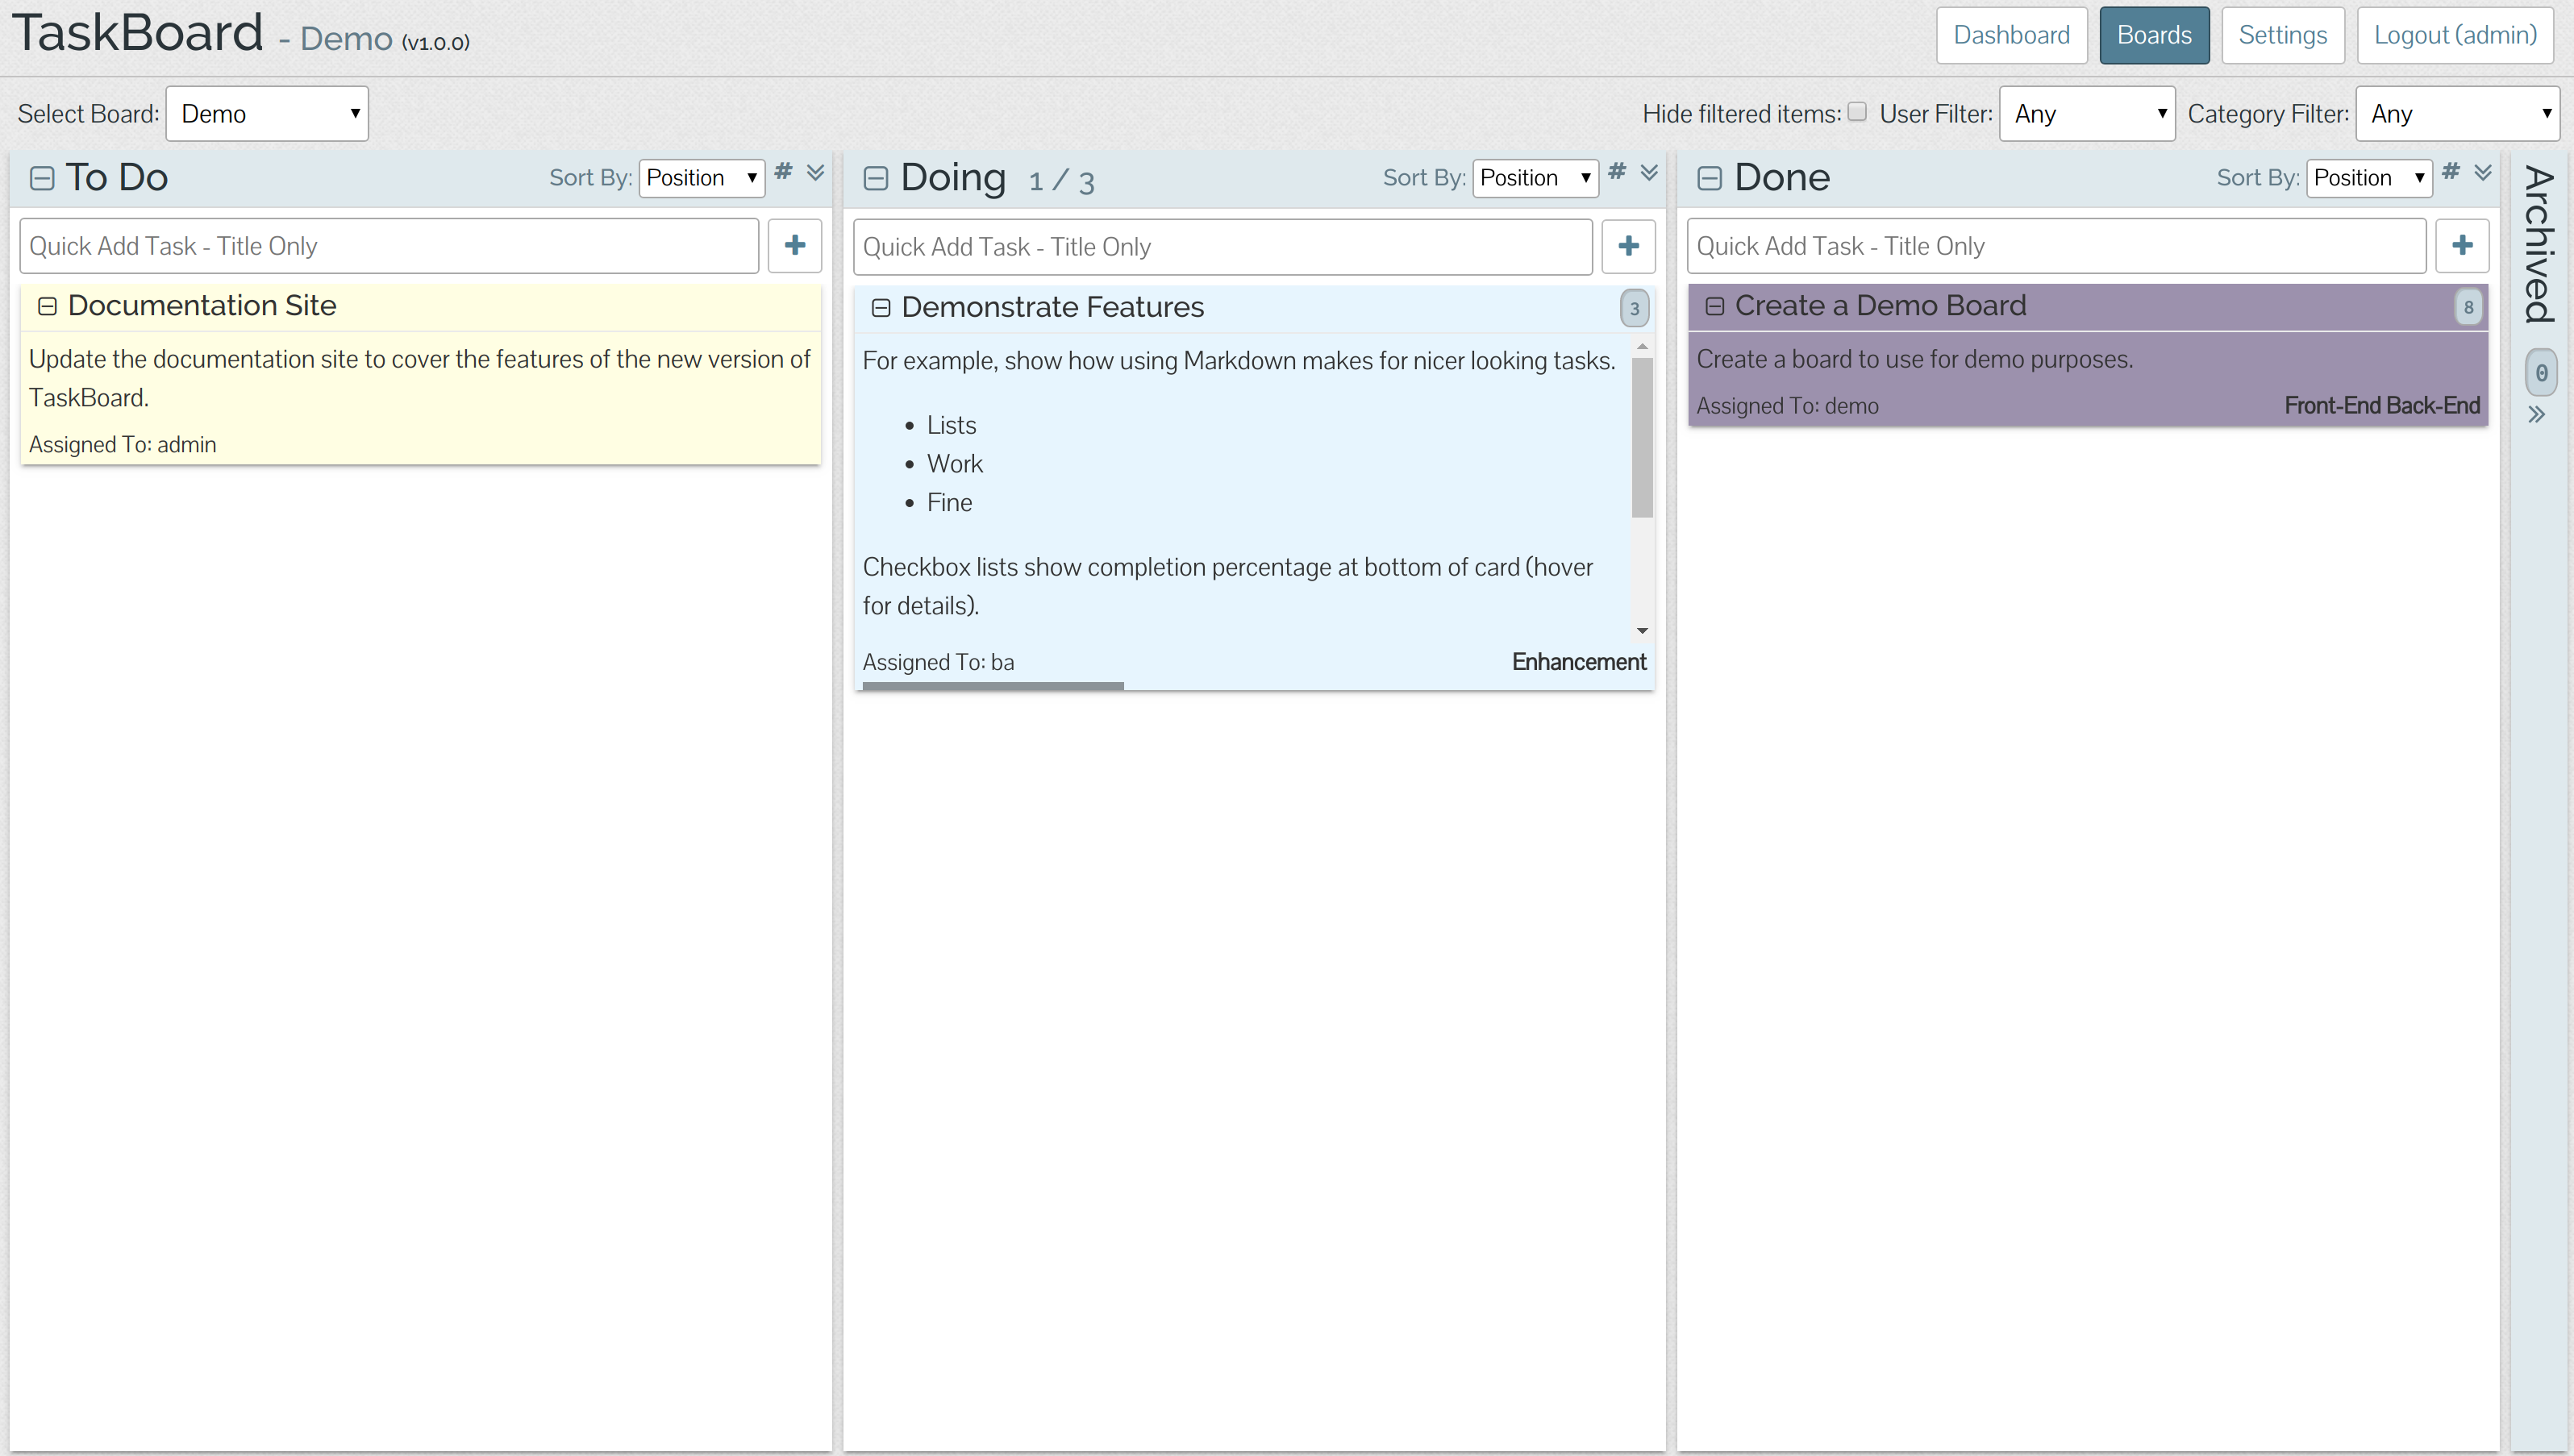 TaskBoard - Demo (v1.0.0)
Dashboard
Boards
Settings
Logout (admin)
Select Board: Demo
Hide filtered items:
User Filter: Any
Category Filter: Any
To Do
Sort By: Position
#
Quick Add Task - Title Only
Documentation Site
Update the documentation site to cover the features of the new version of
TaskBoard.
Assigned To: admin
Doing 1 / 3
Sort By: Position
#
Quick Add Task - Title Only
Demonstrate Features
3
For example, show how using Markdown makes for nicer looking tasks.
• Lists
• Work
• Fine
Checkbox lists show completion percentage at bottom of card (hover
for details).
Assigned To: ba
Enhancement
Done
Sort By: Position
#
Quick Add Task - Title Only
Create a Demo Board
8
Create a board to use for demo purposes.
Assigned To: demo
Front-End Back-End
Archived
0